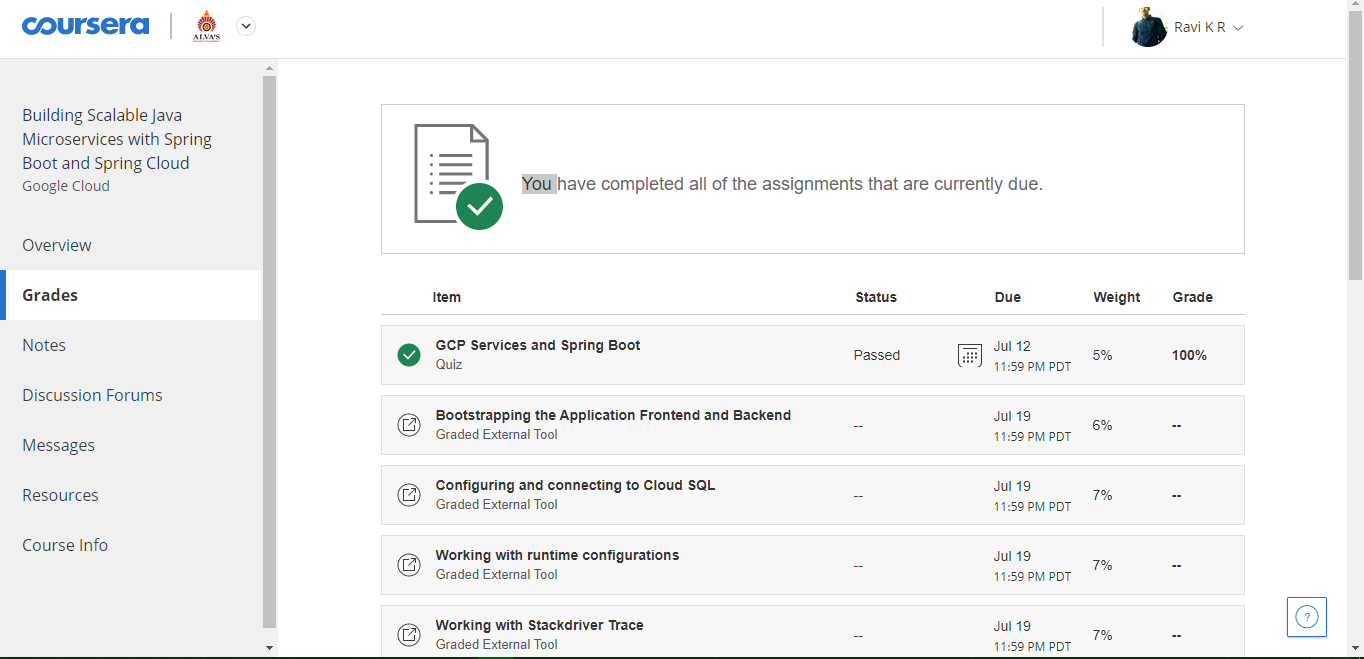 coursera
ALVA'S
Ravi K R
Building Scalable Java
Microservices with Spring
Boot and Spring Cloud
Google Cloud
Overview
Grades
Notes
Discussion Forums
Messages
Resources
Course Info
You have completed all of the assignments that are currently due.
Item Status Due Weight Grade
GCP Services and Spring Boot
Quiz
Passed
Jul 12
11:59 PM PDT
5%
100%
Bootstrapping the Application Frontend and Backend
Graded External Tool
--
Jul 19
11:59 PM PDT
6%
--
Configuring and connecting to Cloud SQL
Graded External Tool
--
Jul 19
11:59 PM PDT
7%
--
Working with runtime configurations
Graded External Tool
--
Jul 19
11:59 PM PDT
7%
--
Working with Stackdriver Trace
Graded External Tool
--
Jul 19
11:59 PM PDT
7%
--
?